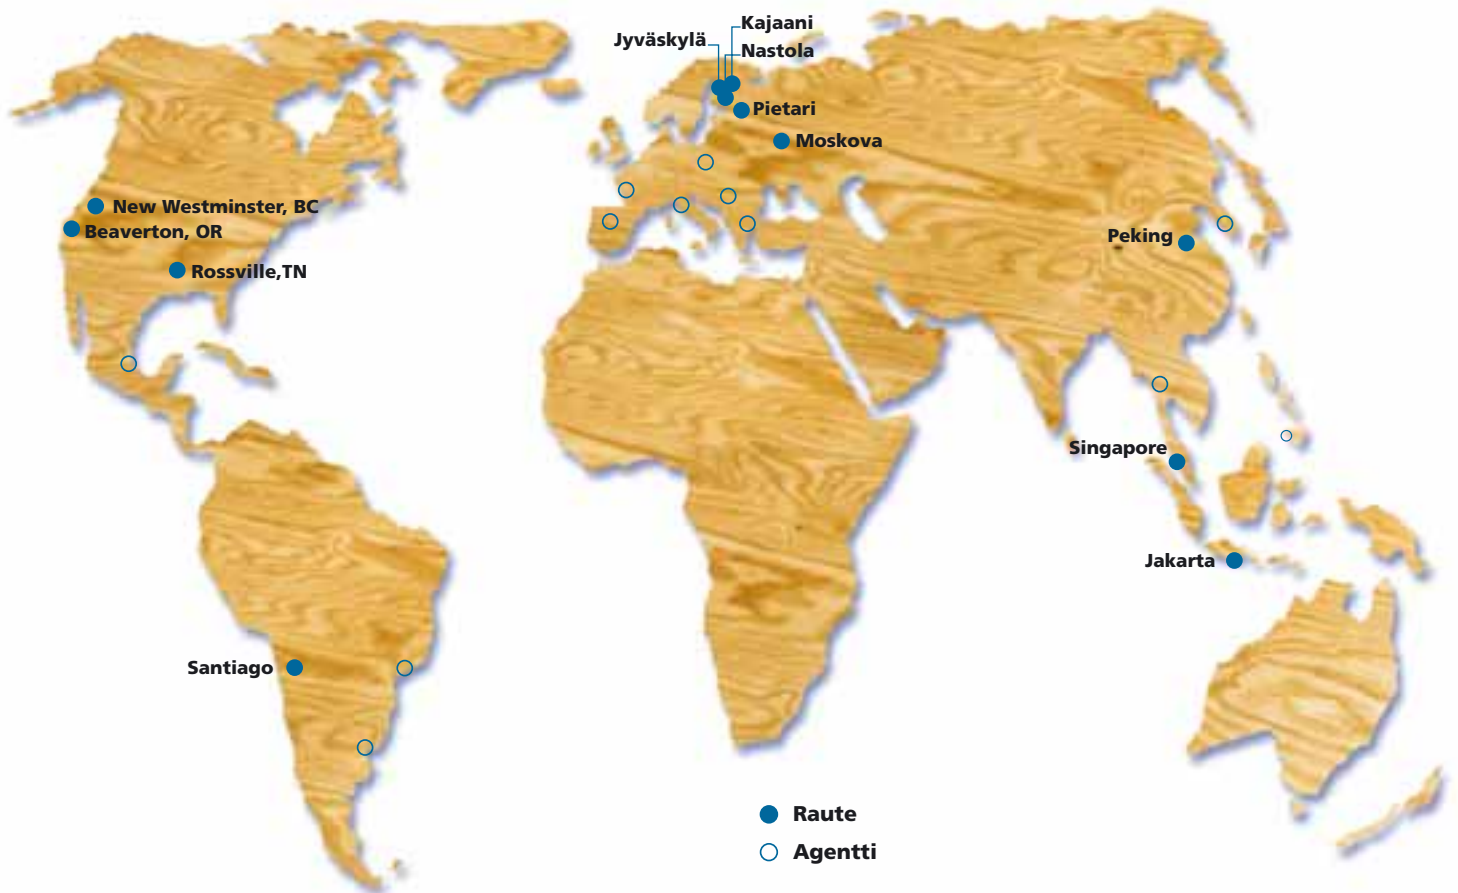 Kajaani
Jyväskylä
Nastola
Pietari
Moskova
New Westminster, BC
Beaverton, OR
Peking
Rossville,TN
Singapore
Jakarta
Santiago
Raute
Agentti